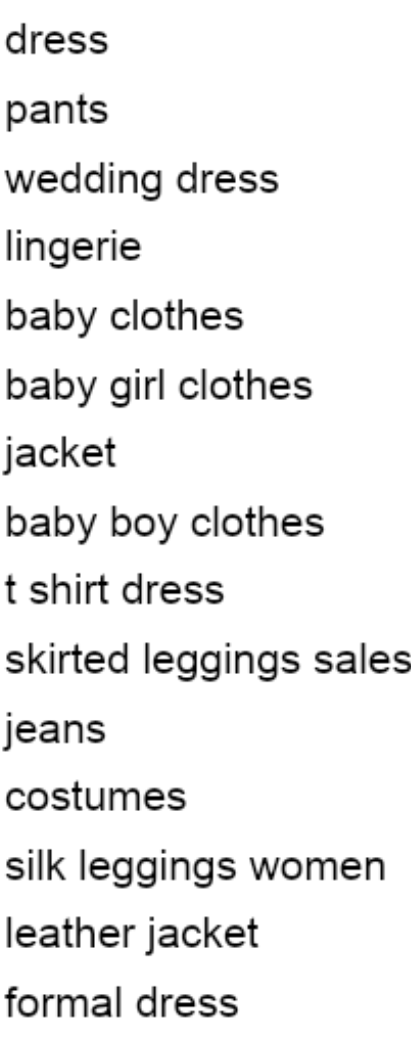 dress
pants
wedding dress
lingerie
baby clothes
baby girl clothes
jacket
baby boy clothes
t shirt dress
skirted leggings sales
jeans
costumes
silk leggings women
leather jacket
formal dress